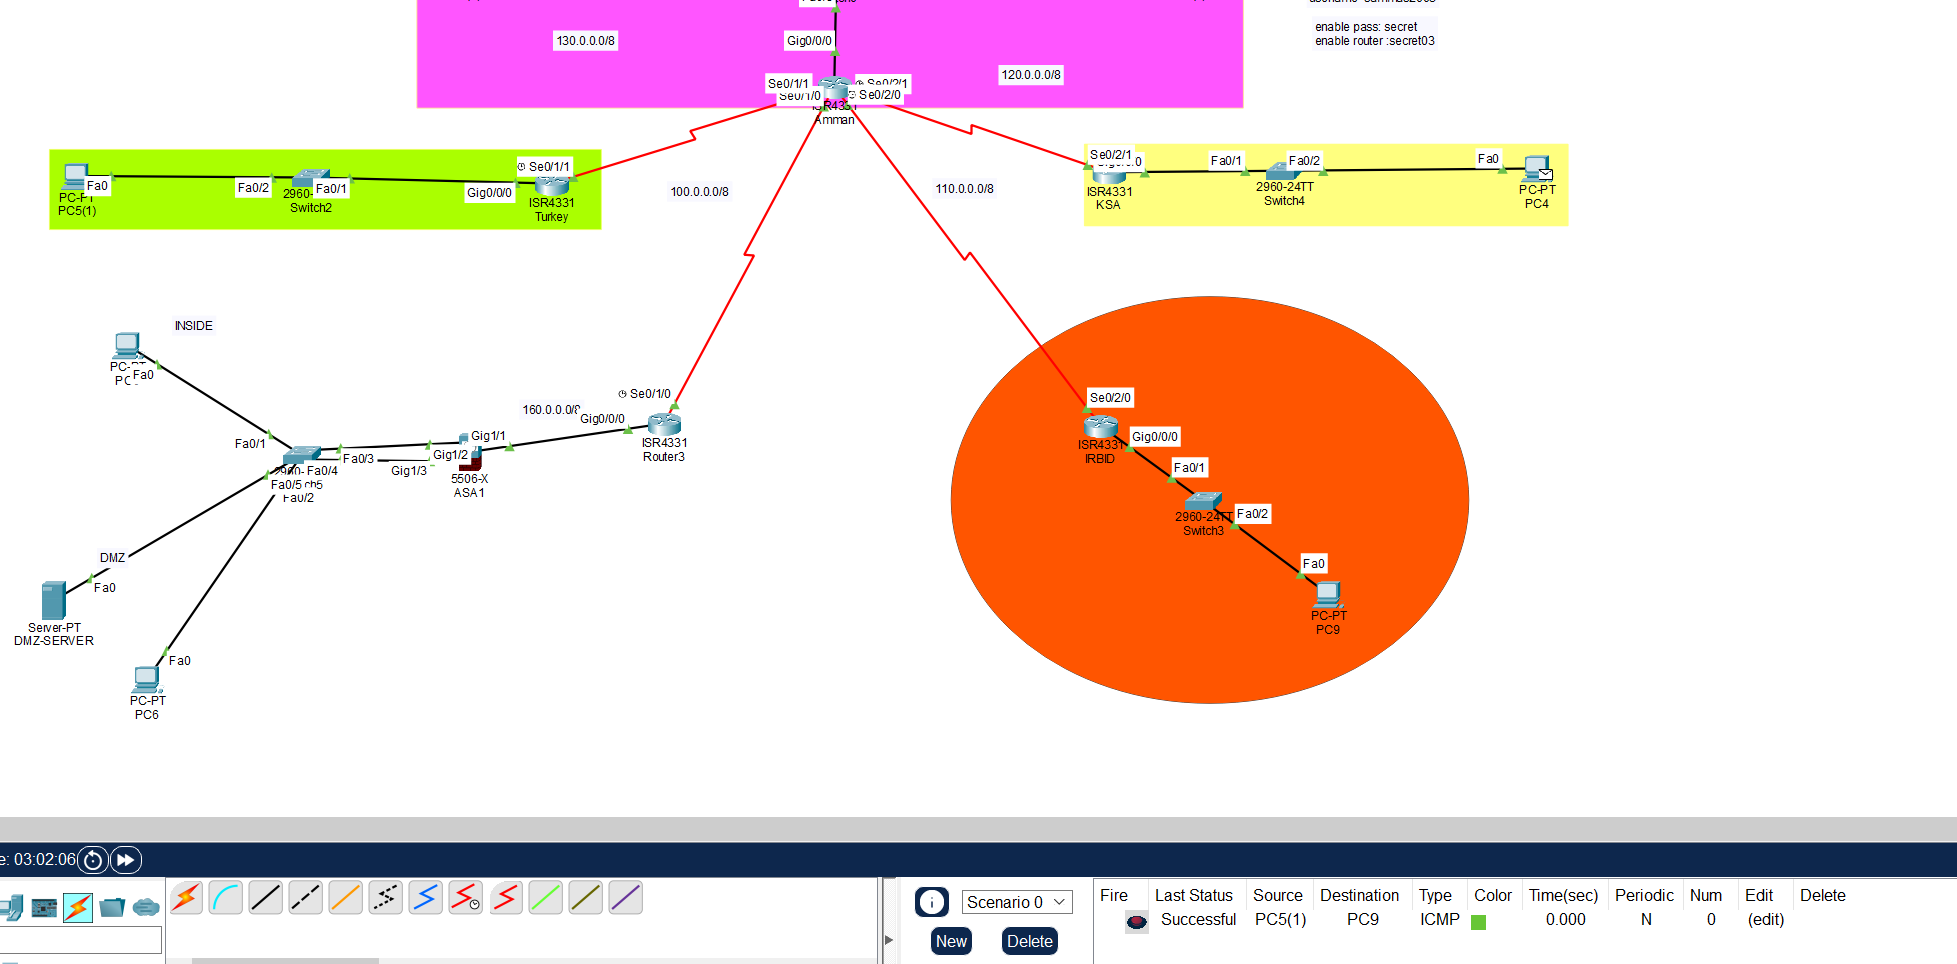 enable pass: secret
enable router :secret03
130.0.0.0/8
Gig0/0/0
120.0.0.0/8
Se0/1/1
Se0/2/1
Se0/1/0
Se0/2/0
ISR4331
Amman
Se0/1/1
Fa0
Fa0/2
Fa0/1
Gig0/0/0
PC-PT
PC5(1)
2960-
Switch2
ISR4331
Turkey
100.0.0.0/8
110.0.0.0/8
Se0/2/1
Fa0/1
Fa0/2
Fa0
ISR4331
KSA
2960-24TT
Switch4
PC-PT
PC4
INSIDE
PC-PT
Fa0
Fa0/1
Fa0/3
Fa0/4
Fa0/5
Fa0/2
Gig1/1
Gig1/2
Gig1/3
5506-X
ASA1
160.0.0.0/8
Gig0/0/0
Se0/1/0
ISR4331
Router3
DMZ
Fa0
Server-PT
DMZ-SERVER
Fa0
PC-PT
PC6
Se0/2/0
Gig0/0/0
ISR4331
IRBID
Fa0/1
Fa0/2
2960-24TT
Switch3
Fa0
PC-PT
PC9
e: 03:02:06
Scenario 0
New
Delete
Fire Last Status Source Destination Type Color Time(sec) Periodic Num Edit Delete
Successful PC5(1) PC9 ICMP 0.000 N 0 (edit)